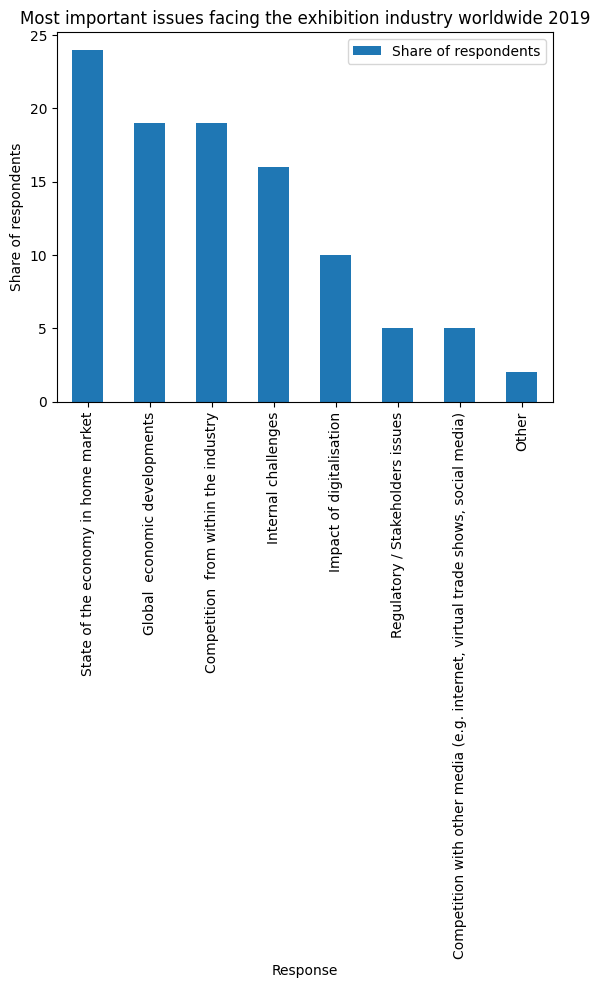 Most important issues facing the exhibition industry worldwide 2019
Share of respondents
Share of respondents
25
20
15
10
5
0
State of the economy in home market
Global  economic developments
Competition  from within the industry
Internal challenges
Impact of digitalisation
Regulatory / Stakeholders issues
Competition with other media (e.g. internet, virtual trade shows, social media)
Other
Response